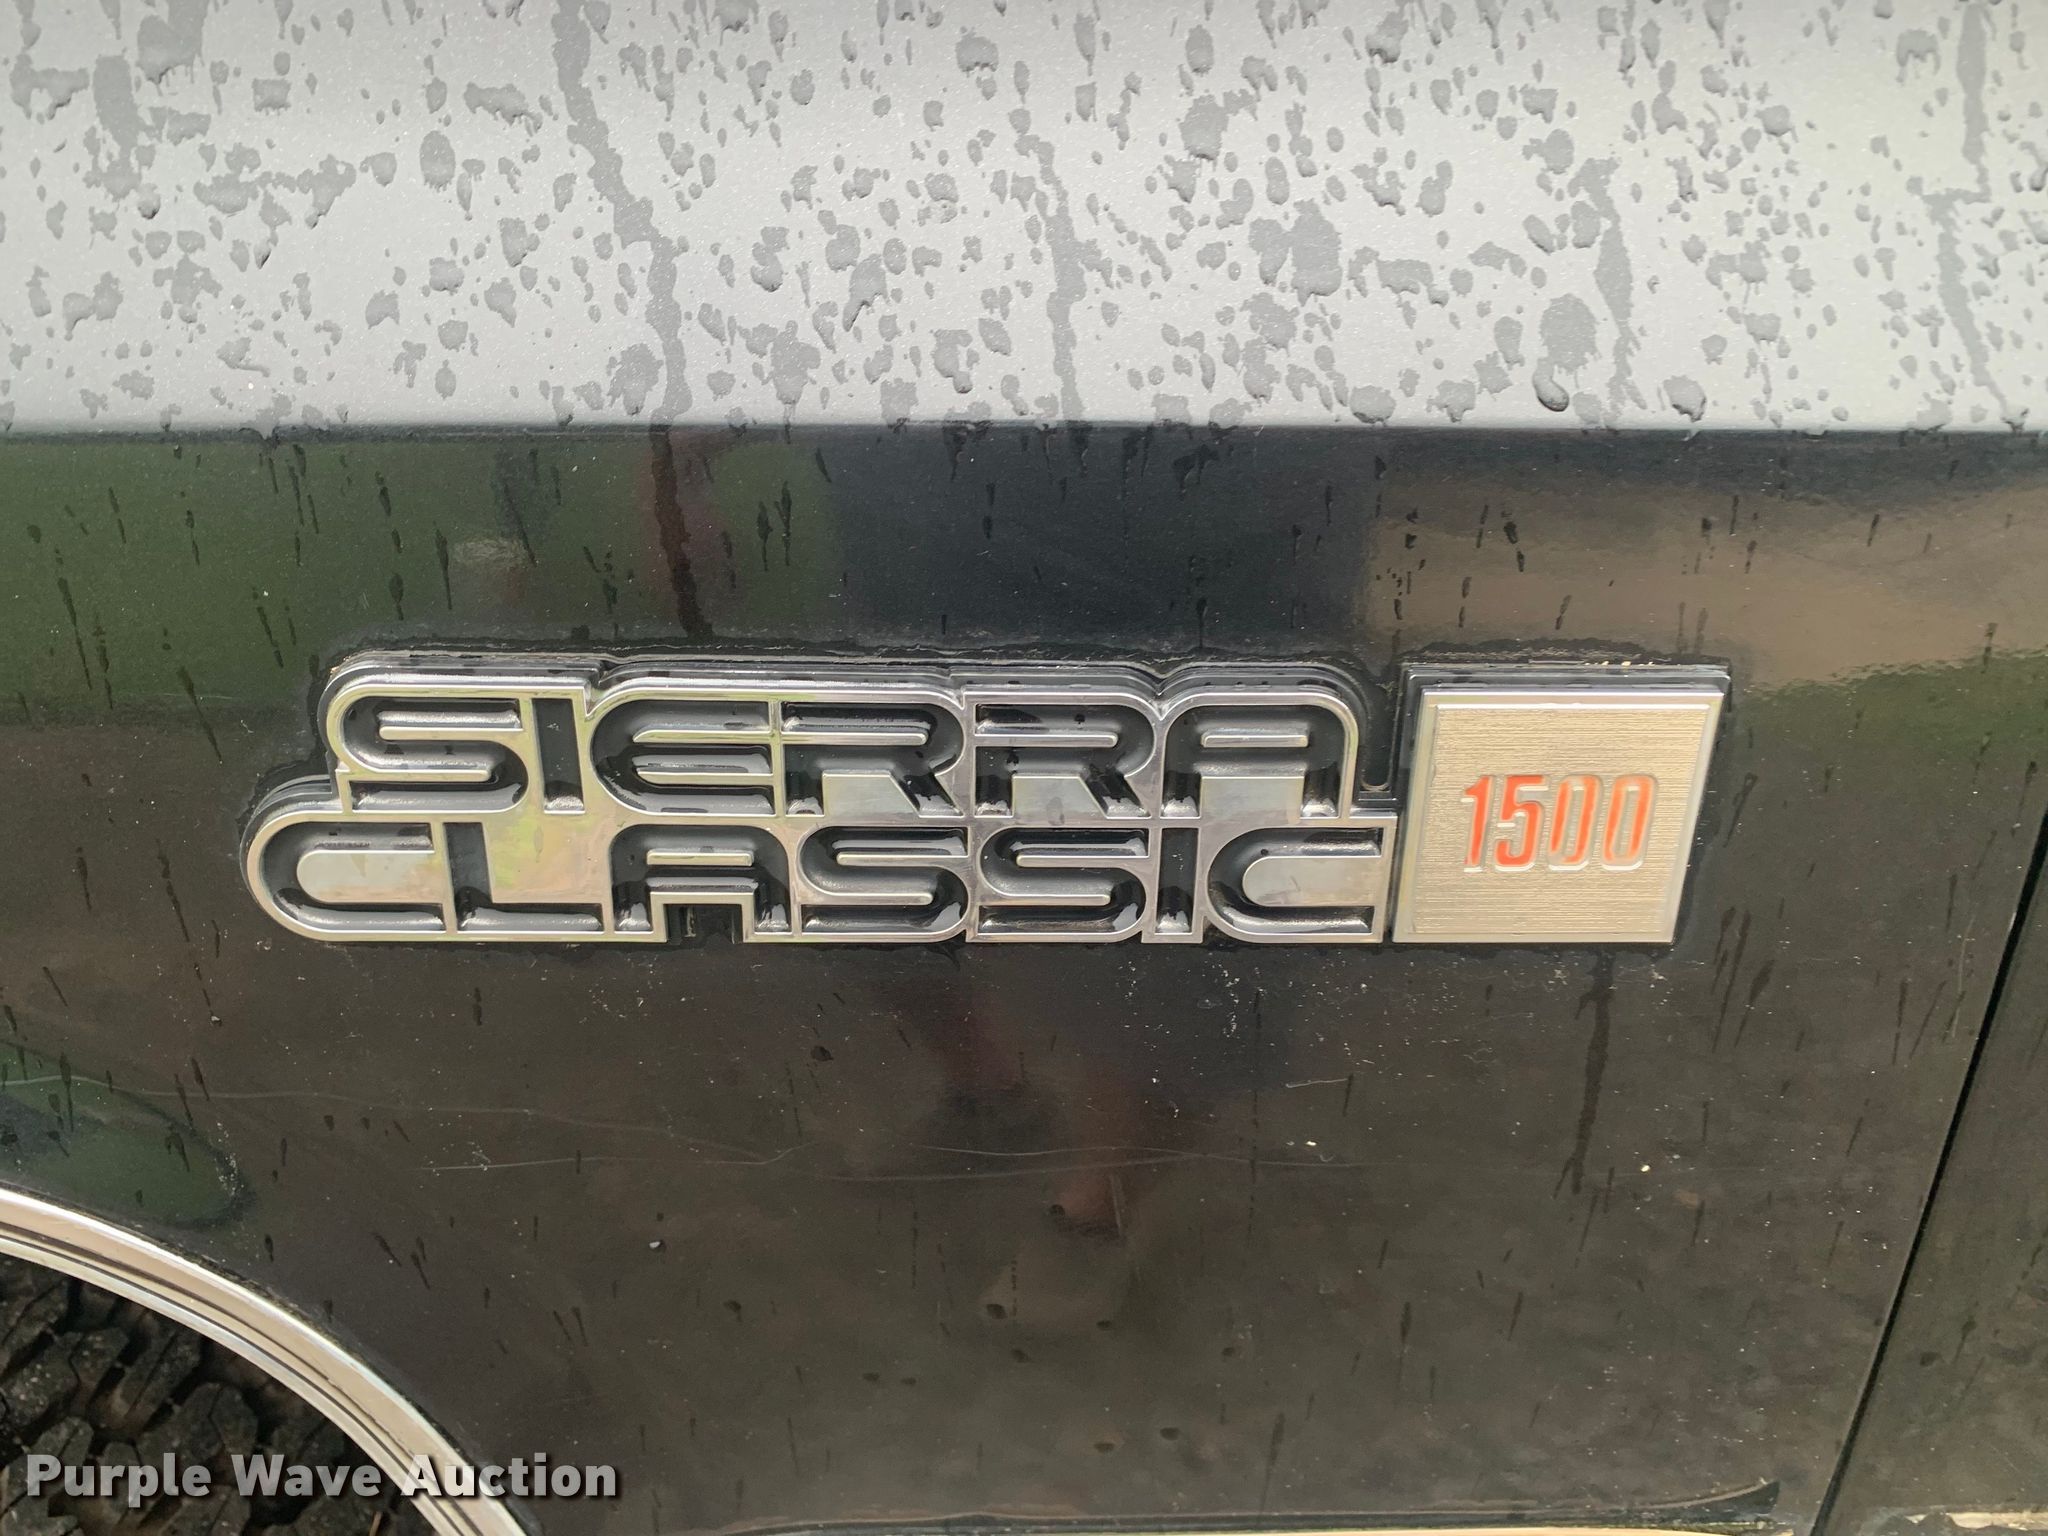 SIERRA
CLASSIC 1500
Purple Wave Auction